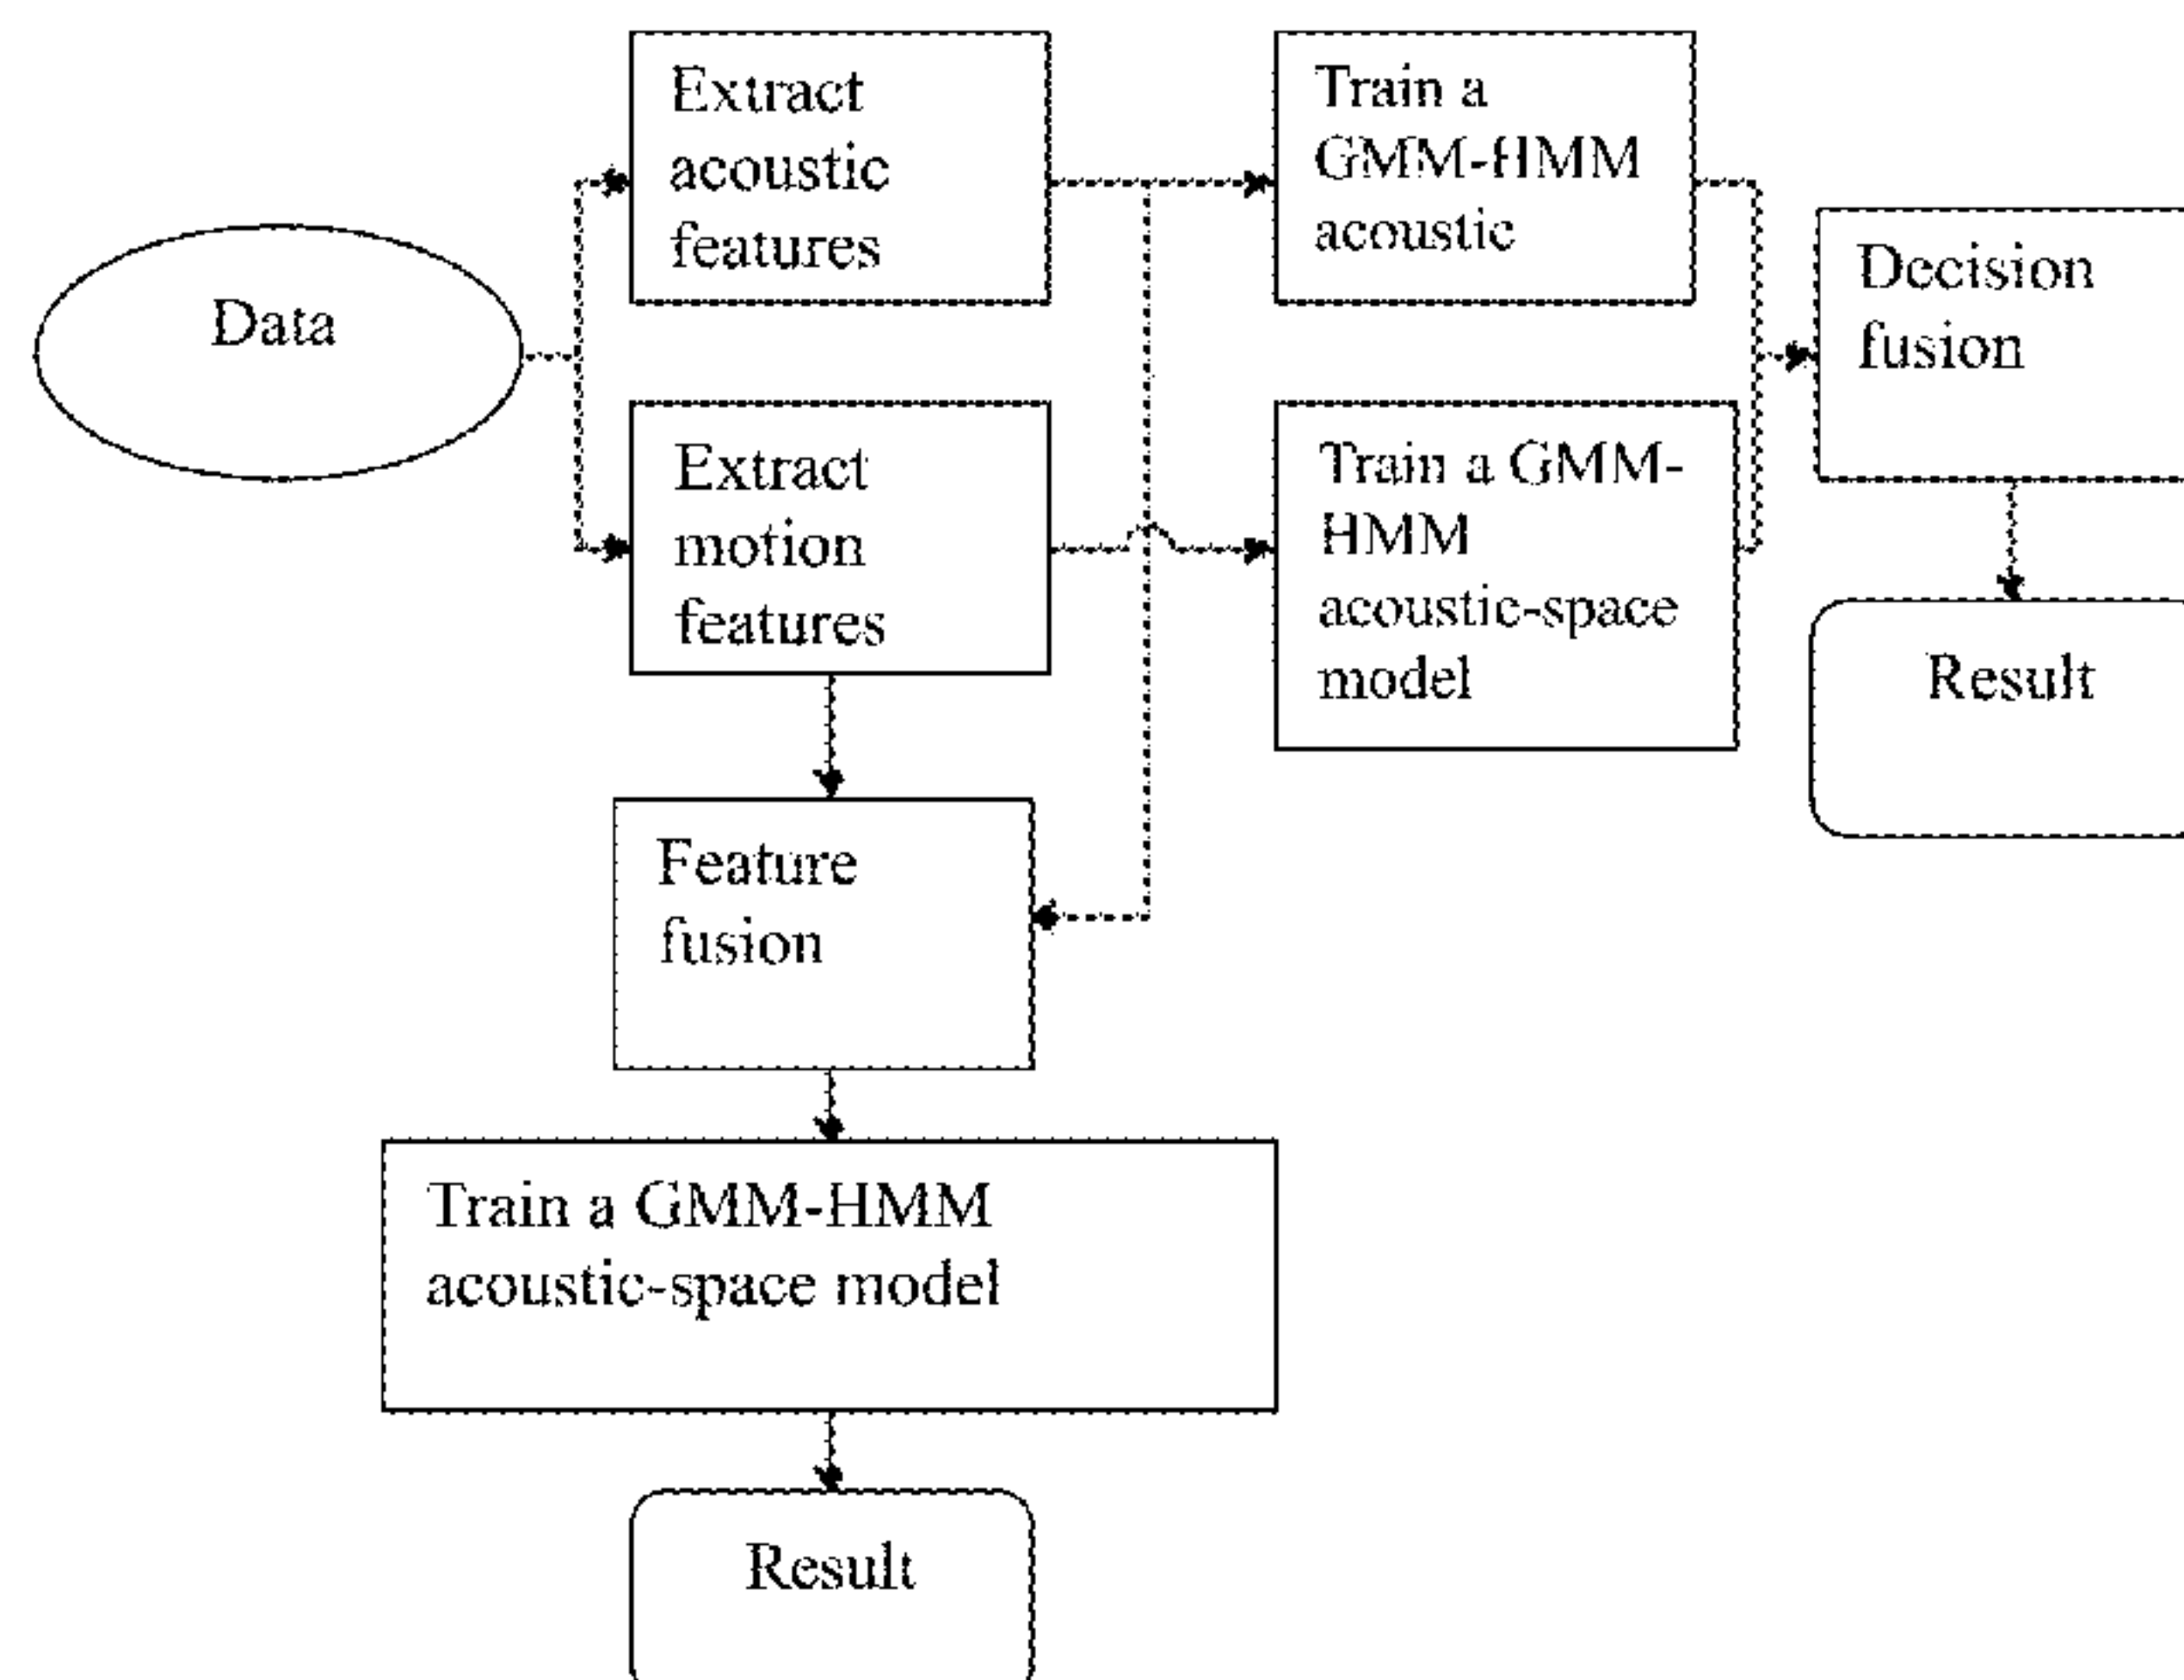 Data
Extract
acoustic
features
Train a
GMM-HMM
acoustic
Decision
fusion
Extract
motion
features
Train a GMM-
HMM
acoustic-space
model
Result
Feature
fusion
Train a GMM-HMM
acoustic-space model
Result